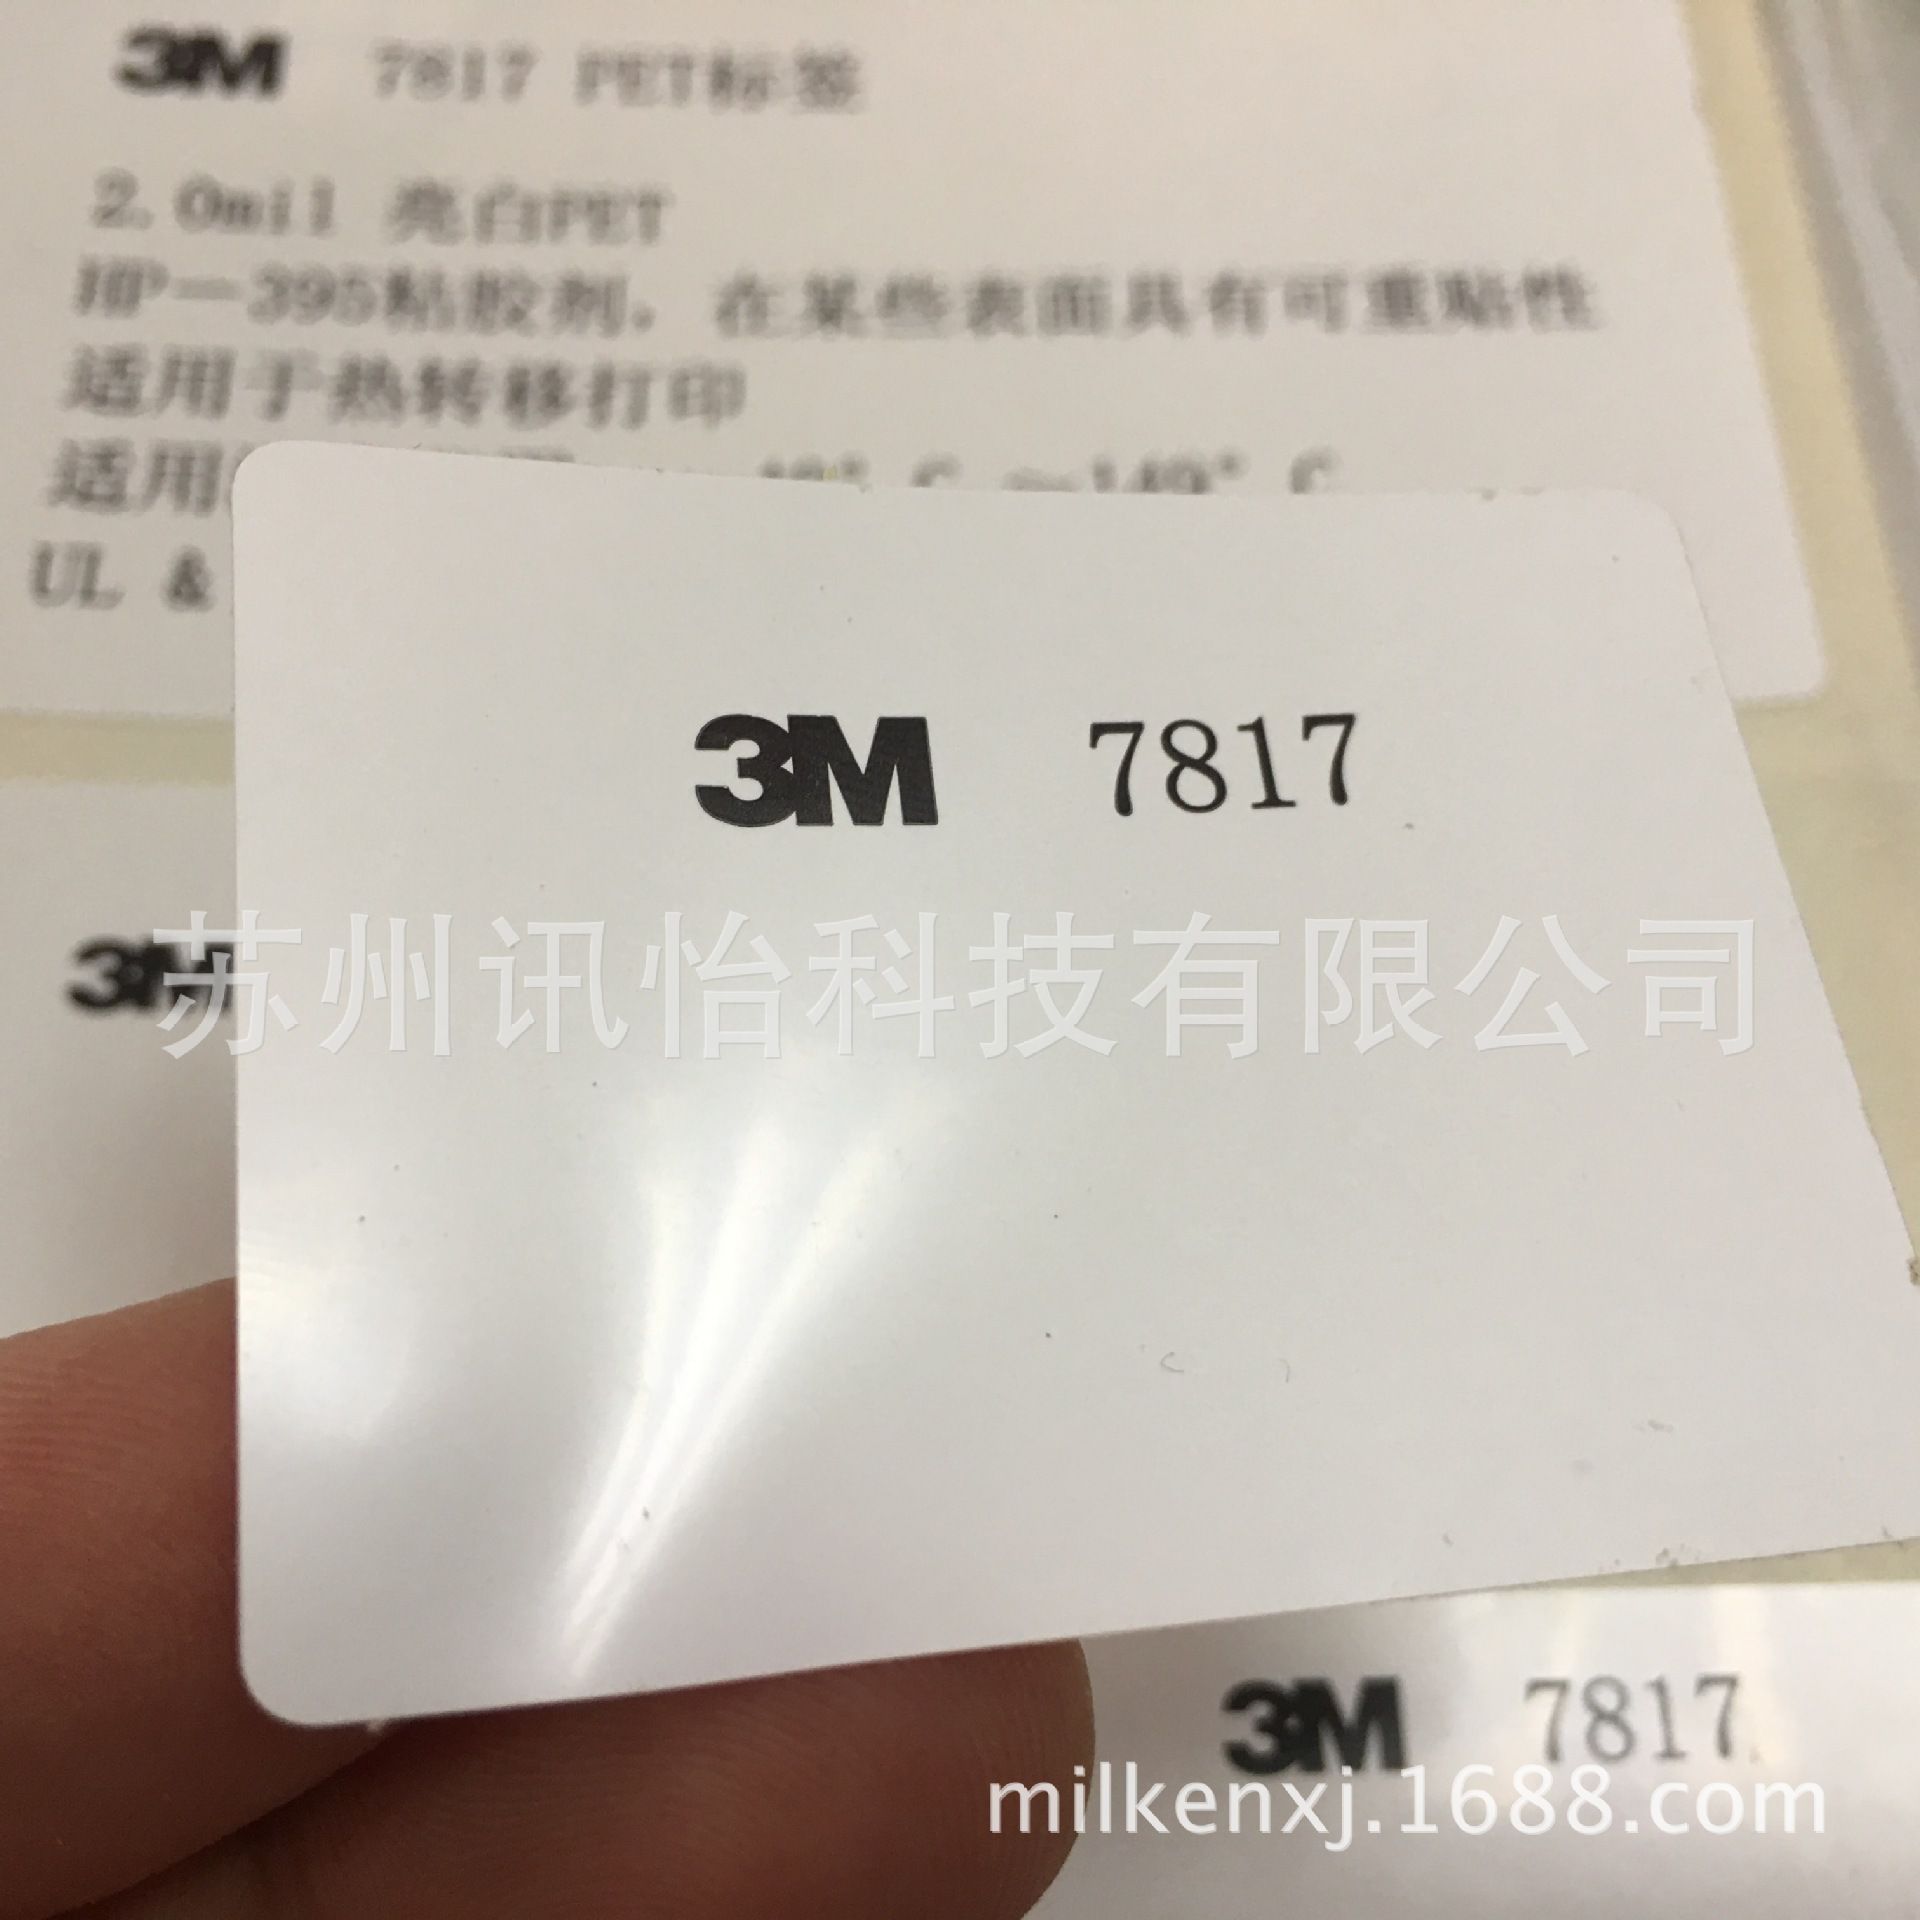 3M 7817 PET标签
2.0mil 亮白PET
HP-395粘胶剂，在某些表面具有可重贴性
适用于热转移打印
适用 -40° C ~149° C
UL &
3M 7817
3M
苏州讯怡科技有限公司
3M 7817
milkenxj.1688.com